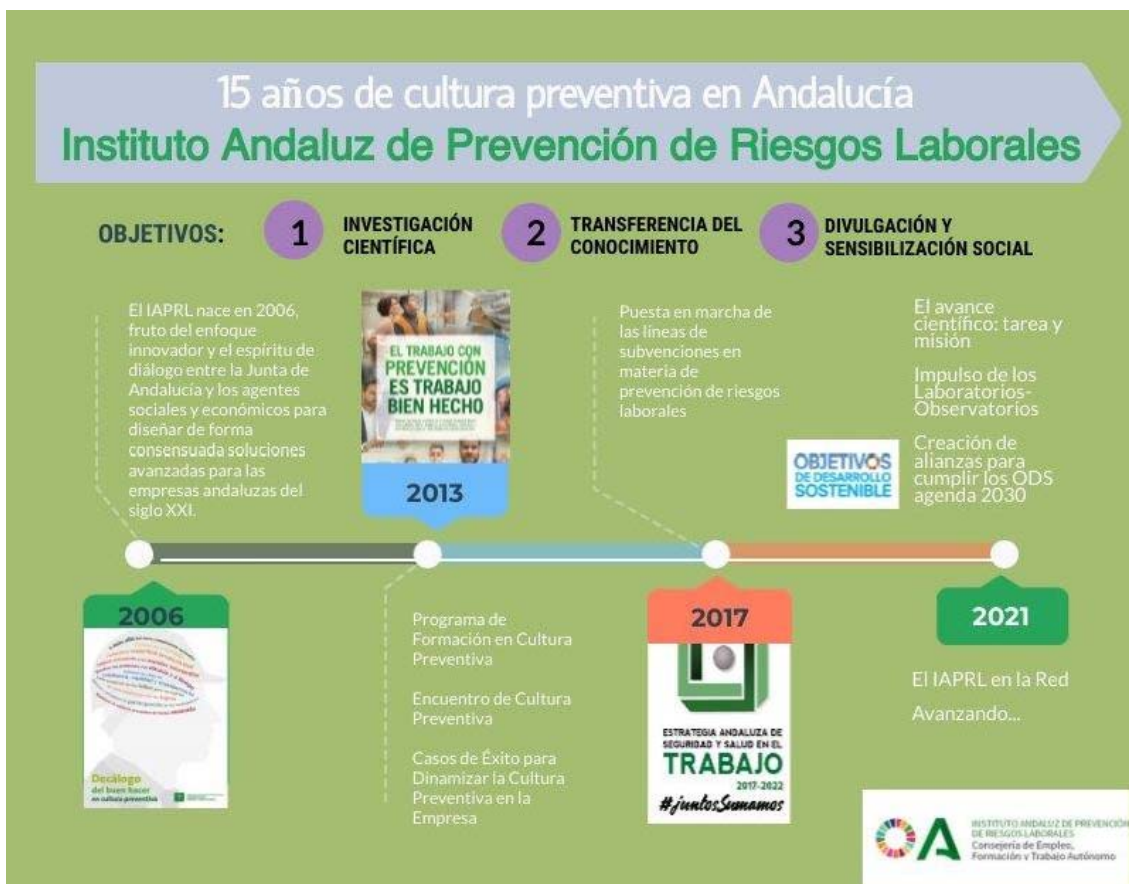 15 años de cultura preventiva en Andalucía
Instituto Andaluz de Prevención de Riesgos Laborales
OBJETIVOS:
1
INVESTIGACIÓN
CIENTÍFICA
2
TRANSFERENCIA DEL
CONOCIMIENTO
3
DIVULGACIÓN Y
SENSIBILIZACIÓN SOCIAL
El IAPRL nace en 2006,
fruto del enfoque
innovador y el espíritu de
diálogo entre la Junta de
Andalucía y los agentes
sociales y económicos para
diseñar de forma
consensuada soluciones
avanzadas para las
empresas andaluzas del
siglo XXI.
EL TRABAJO CON
PREVENCIÓN
ES TRABAJO
BIEN HECHO
2013
Puesta en marcha de
las líneas de
subvenciones en
materia de
prevención de riesgos
laborales
El avance
científico: tarea y
misión
Impulso de los
Laboratorios-
Observatorios
Creación de
alianzas para
cumplir los ODS
agenda 2030
OBJETIVOS
DE DESARROLLO
SOSTENIBLE
2006
Decálogo
del buen hacer
en cultura preventiva
Programa de
Formación en Cultura
Preventiva
Encuentro de Cultura
Preventiva
Casos de Éxito para
Dinamizar la Cultura
Preventiva en la
Empresa
2017
ESTRATEGIA ANDALUZA DE
SEGURIDAD Y SALUD EN EL
TRABAJO
2017-2022
#juntosSumamos
2021
El IAPRL en la Red
Avanzando...
INSTITUTO ANDALUZ DE PREVENCIÓN
DE RIESGOS LABORALES
Consejería de Empleo,
Formación y Trabajo Autónomo